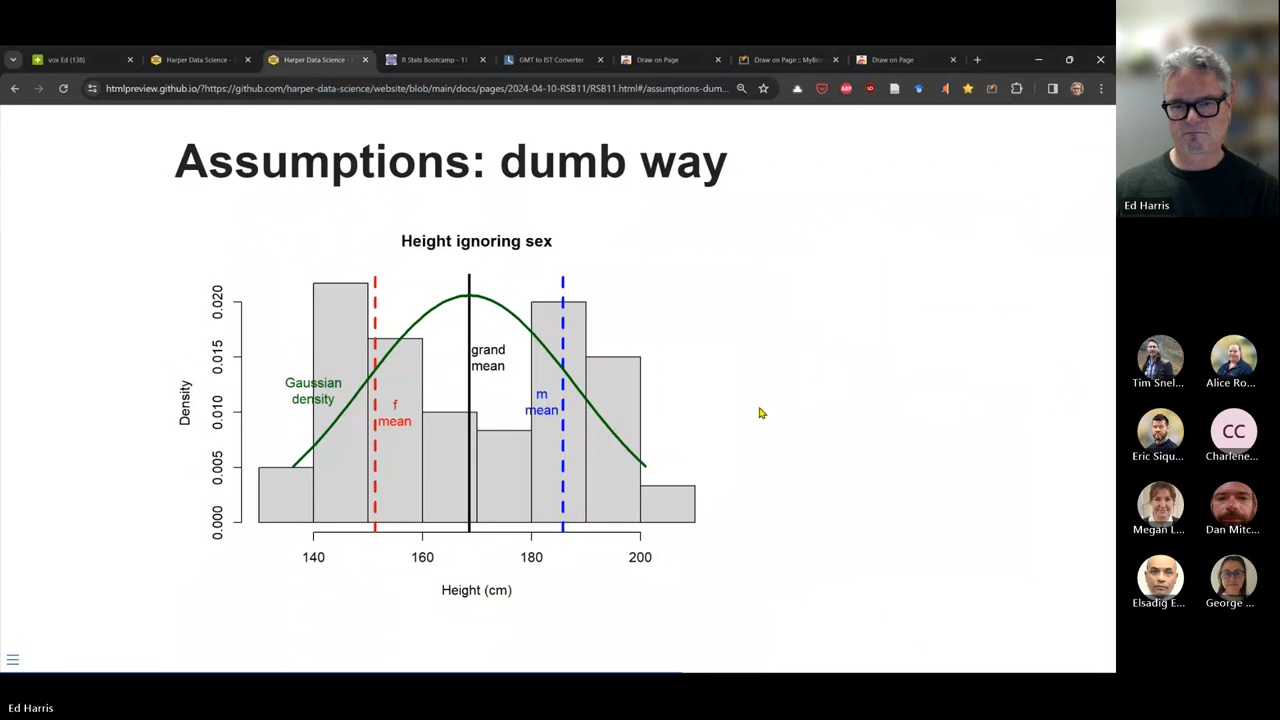 vox Ed (138)
Harper Data Science -
Harper Data Science -
R Stats Bootcamp - 1
GMT to IST Converter
Draw on Page
Draw on Page :: MyBro
Draw on Page
htmlpreview.github.io/?https://github.com/harper-data-science/website/blob/main/docs/pages/2024-04-10-RSB11/RSB11.html#/assumptions-dum...
Assumptions: dumb way
Height ignoring sex
0.020
0.015
0.010
0.005
0.000
Density
Gaussian
density
f
mean
grand
mean
m
mean
140
160
180
200
Height (cm)
Ed Harris
Tim Snel...
Alice Ro...
CC
Eric Siqu...
Charlene...
Megan L...
Dan Mitc...
Elsadig E...
George ...
Ed Harris